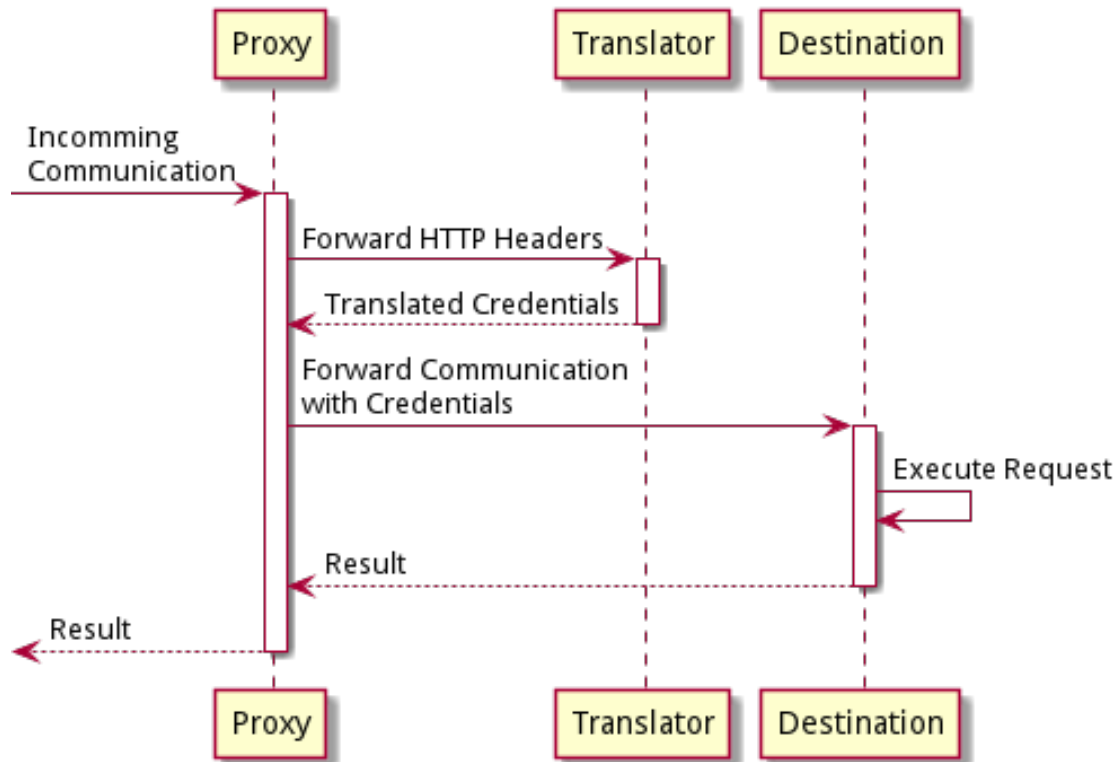 Proxy
Translator
Destination
Incomming
Communication
Forward HTTP Headers
Translated Credentials
Forward Communication
with Credentials
Execute Request
Result
Result
Proxy
Translator
Destination